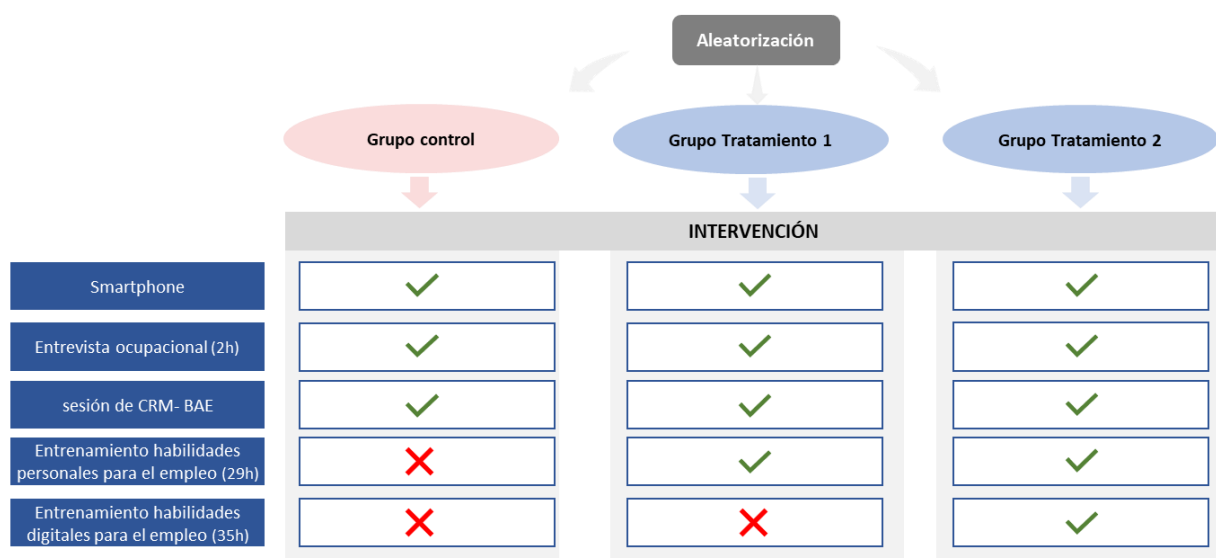 Aleatorización
Grupo control
Grupo Tratamiento 1
Grupo Tratamiento 2
INTERVENCIÓN
Smartphone
Entrevista ocupacional (2h)
sesión de CRM- BAE
Entrenamiento habilidades
personales para el empleo (29h)
Entrenamiento habilidades
digitales para el empleo (35h)